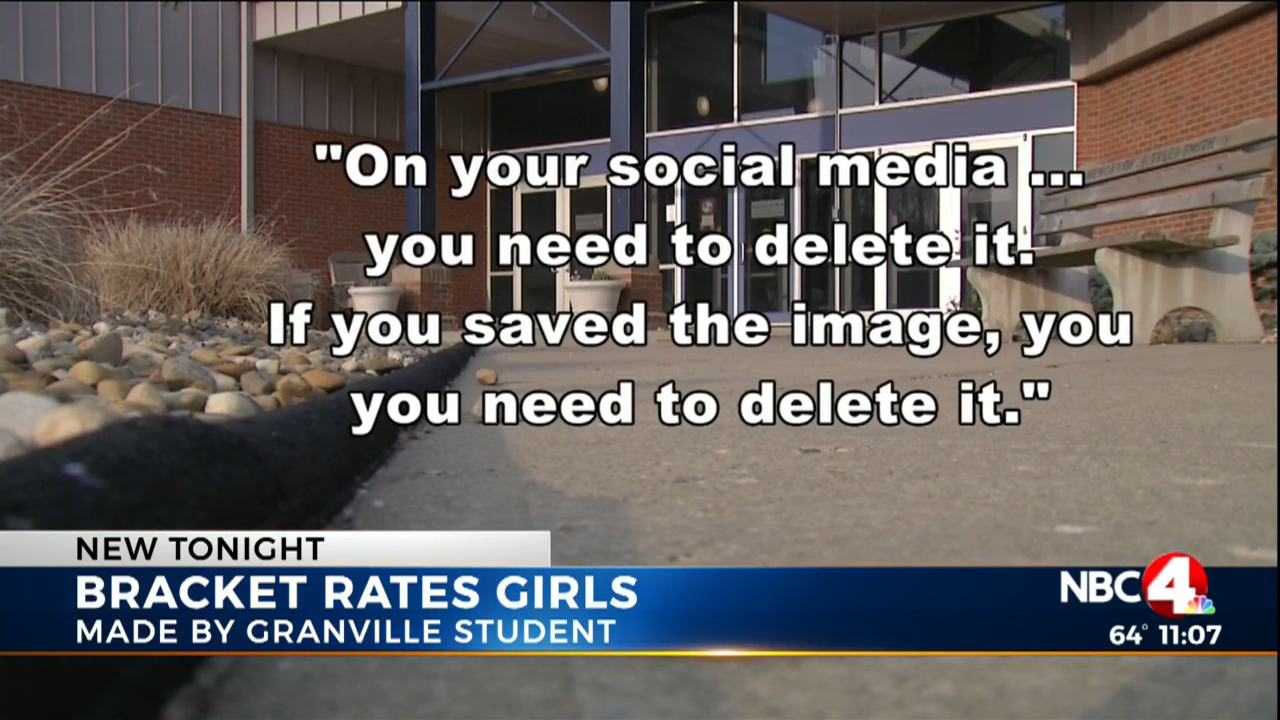 "On your social media ...
you need to delete it.
If you saved the image, you
you need to delete it."
NEW TONIGHT
BRACKET RATES GIRLS
MADE BY GRANVILLE STUDENT
NBC 4
64° 11:07